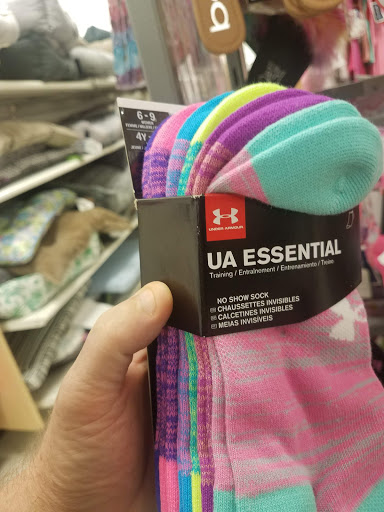 a
6-9
4Y
UNDER ARMOUR
UA ESSENTIAL
Training / Entraînement / Entrenamiento / Treino
NO SHOW SOCK
CHAUSSETTES INVISIBLES
CALCETINES INVISIBLES
MEIAS INVISÍVEIS